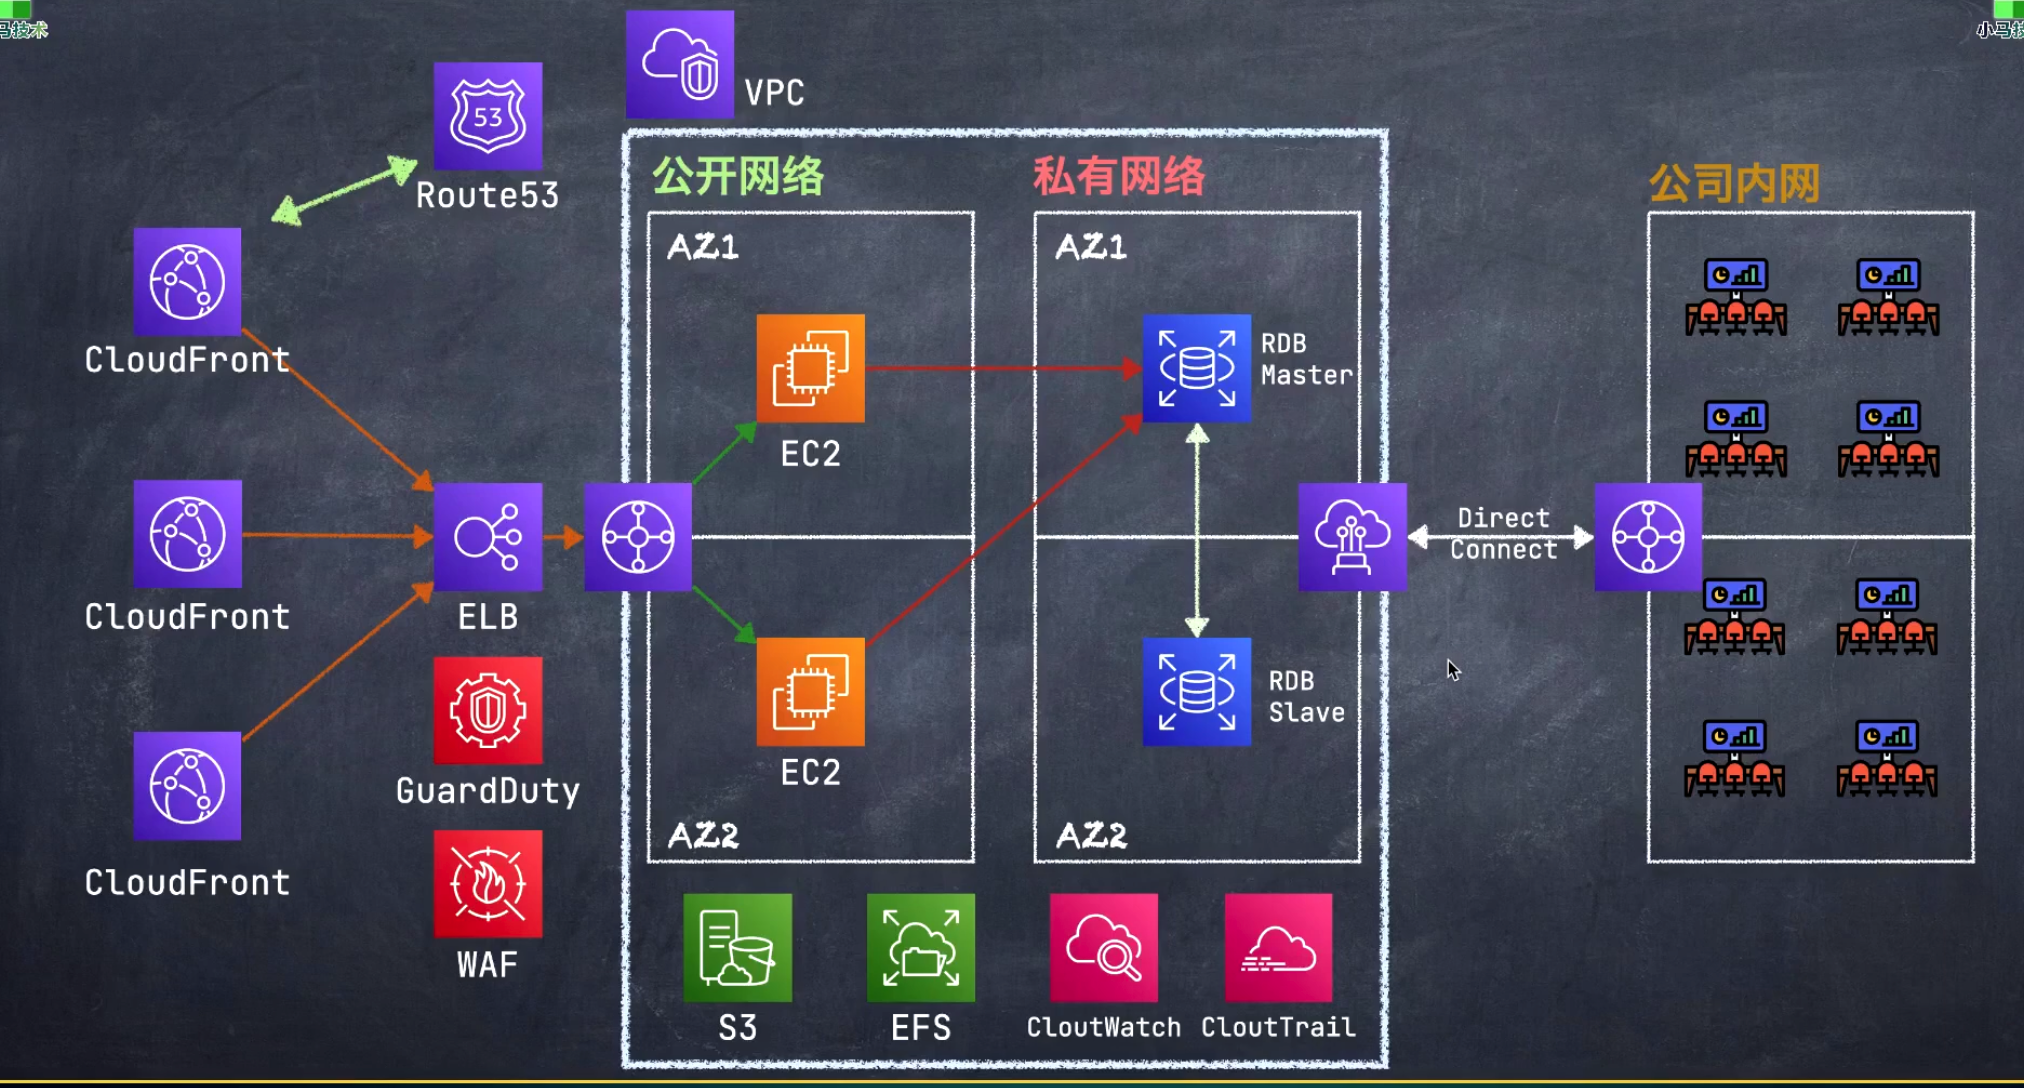 马技术
小马技
VPC
53
Route53
公开网络
私有网络
公司内网
AZ1
AZ1
CloudFront
RDB
Master
EC2
Direct
Connect
CloudFront
ELB
RDB
Slave
GuardDuty
EC2
AZ2
AZ2
CloudFront
WAF
S3
EFS
CloutWatch
CloutTrail